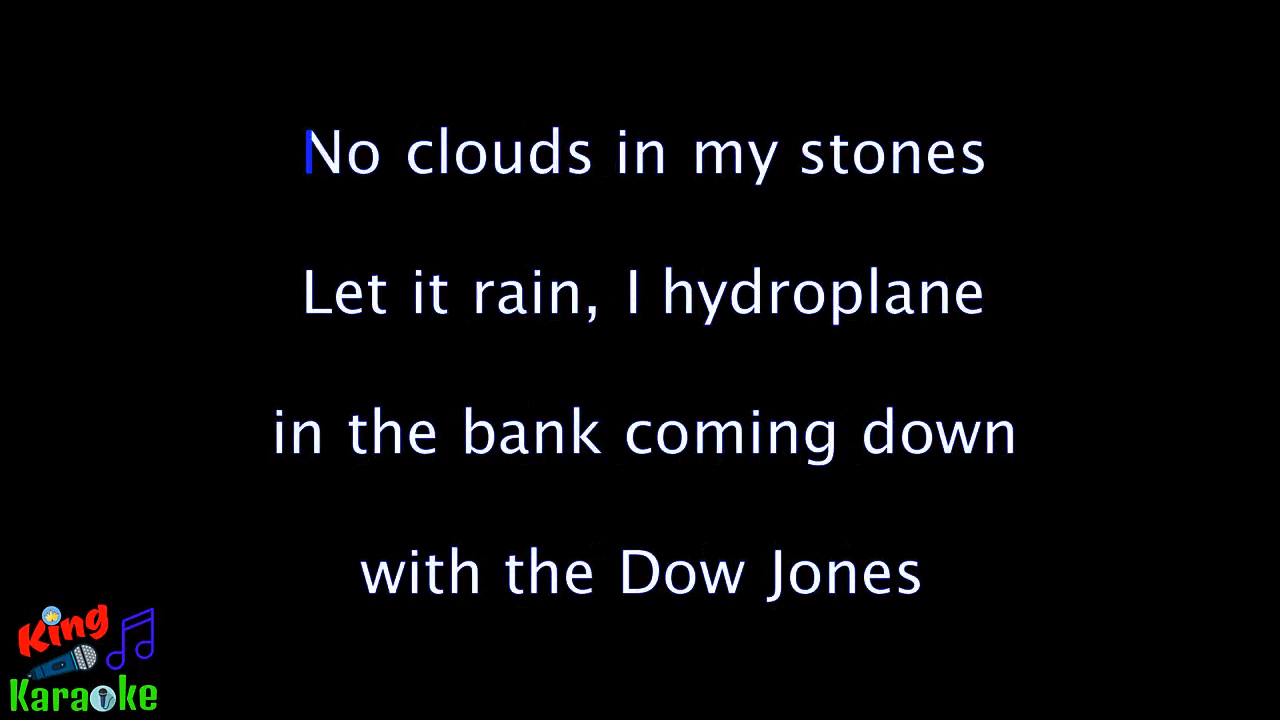 No clouds in my stones
Let it rain, I hydroplane
in the bank coming down
with the Dow Jones
King
Karaoke